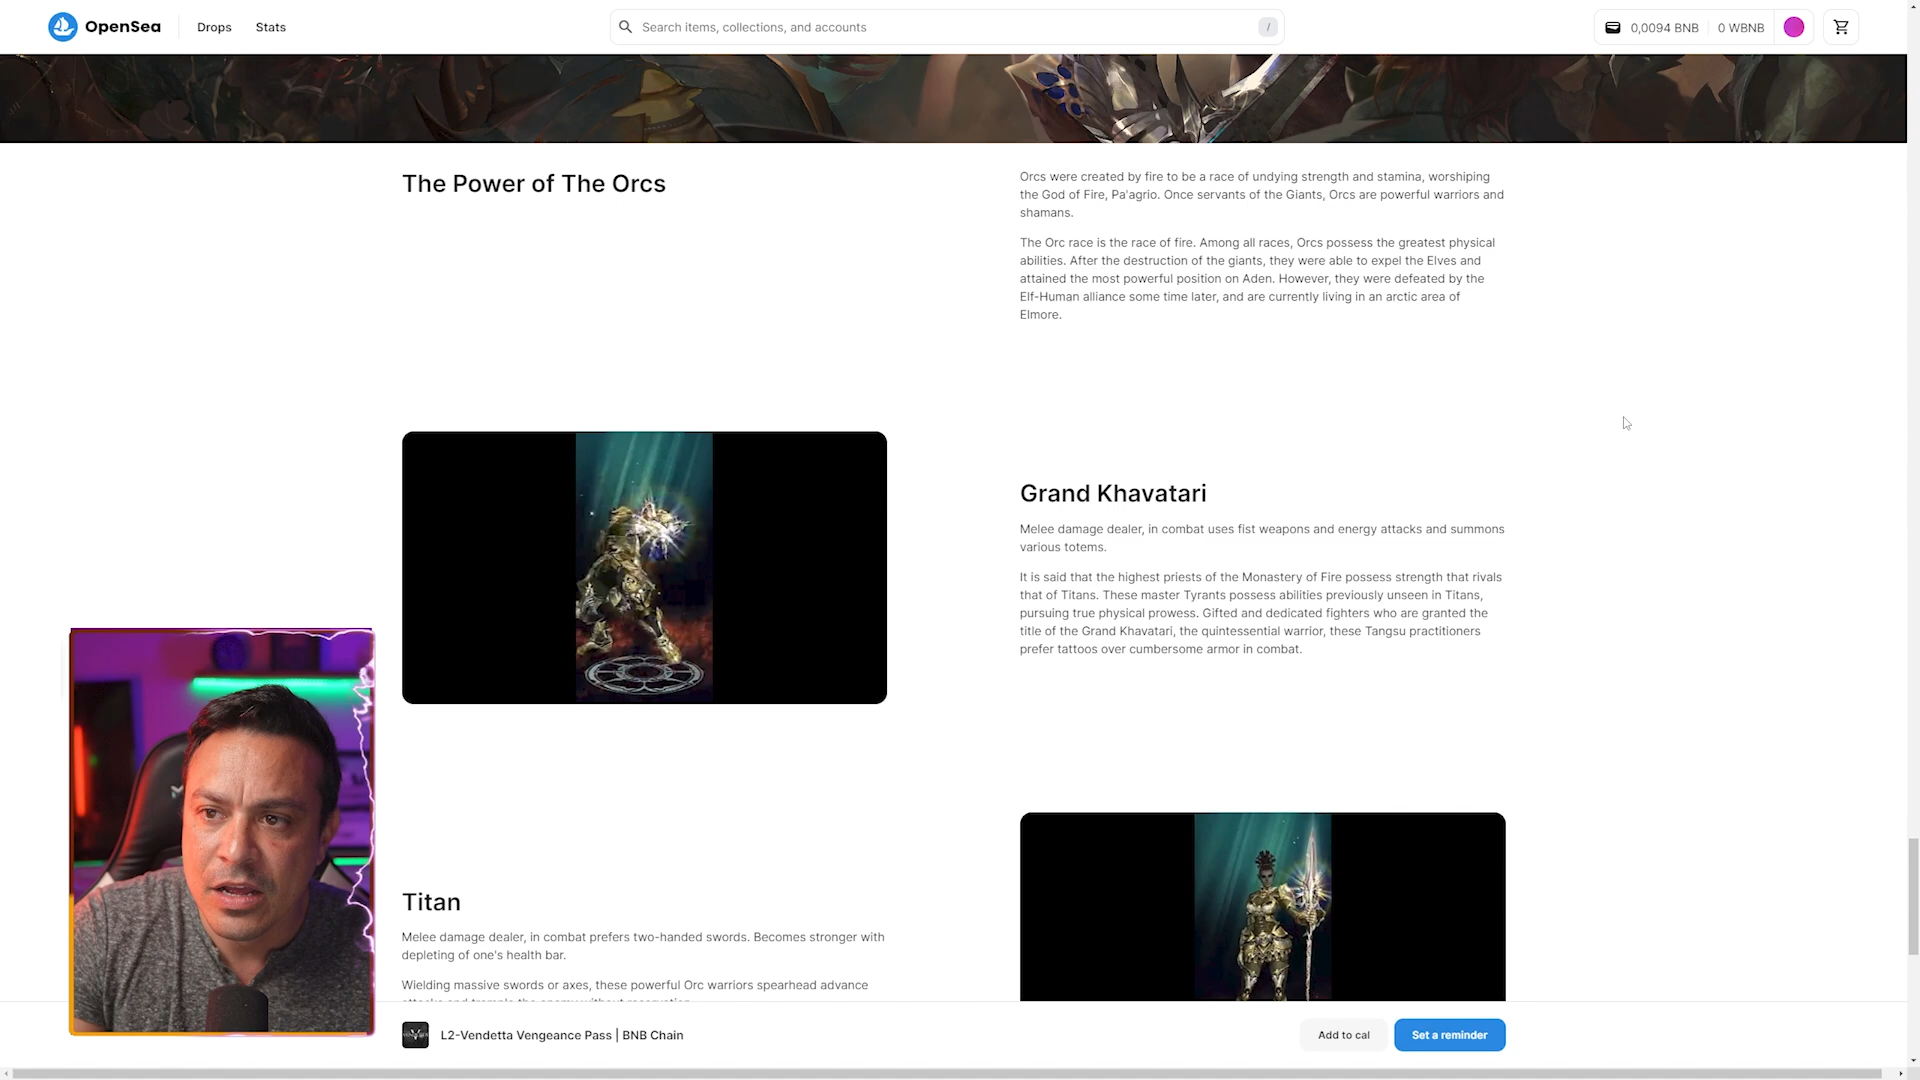 OpenSea
Drops
Stats
Search items, collections, and accounts
/
0,0094 BNB
0 WBNB
The Power of The Orcs
Orcs were created by fire to be a race of undying strength and stamina, worshiping
the God of Fire, Pa'agrio. Once servants of the Giants, Orcs are powerful warriors and
shamans.
The Orc race is the race of fire. Among all races, Orcs possess the greatest physical
abilities. After the destruction of the giants, they were able to expel the Elves and
attained the most powerful position on Aden. However, they were defeated by the
Elf-Human alliance some time later, and are currently living in an arctic area of
Elmore.
Grand Khavatari
Melee damage dealer, in combat uses fist weapons and energy attacks and summons
various totems.
It is said that the highest priests of the Monastery of Fire possess strength that rivals
that of Titans. These master Tyrants possess abilities previously unseen in Titans,
pursuing true physical prowess. Gifted and dedicated fighters who are granted the
title of the Grand Khavatari, the quintessential warrior, these Tangsu practitioners
prefer tattoos over cumbersome armor in combat.
Titan
Melee damage dealer, in combat prefers two-handed swords. Becomes stronger with
depleting of one's health bar.
Wielding massive swords or axes, these powerful Orc warriors spearhead advance
L2-Vendetta Vengeance Pass | BNB Chain
Add to cal
Set a reminder